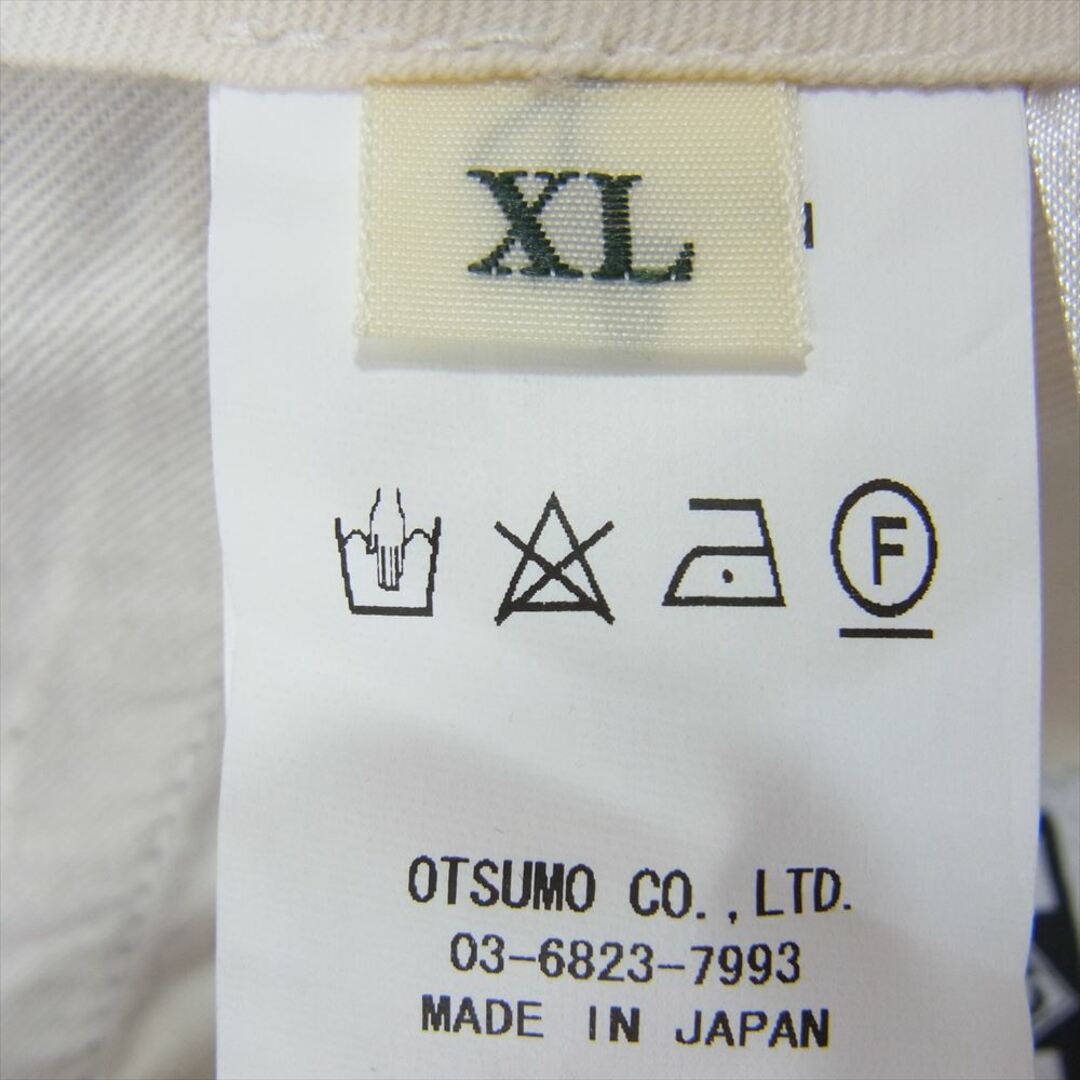 XL
F
OTSUMO CO., LTD.
03-6823-7993
MADE IN JAPAN